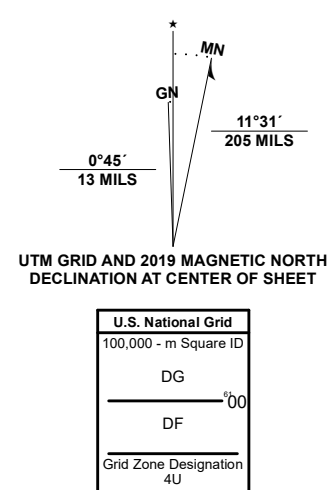 ★
MN
GN
11°31´
205 MILS
0°45´
13 MILS
UTM GRID AND 2019 MAGNETIC NORTH
DECLINATION AT CENTER OF SHEET
U.S. National Grid
100,000 - m Square ID
DG
6100
DF
Grid Zone Designation
4U